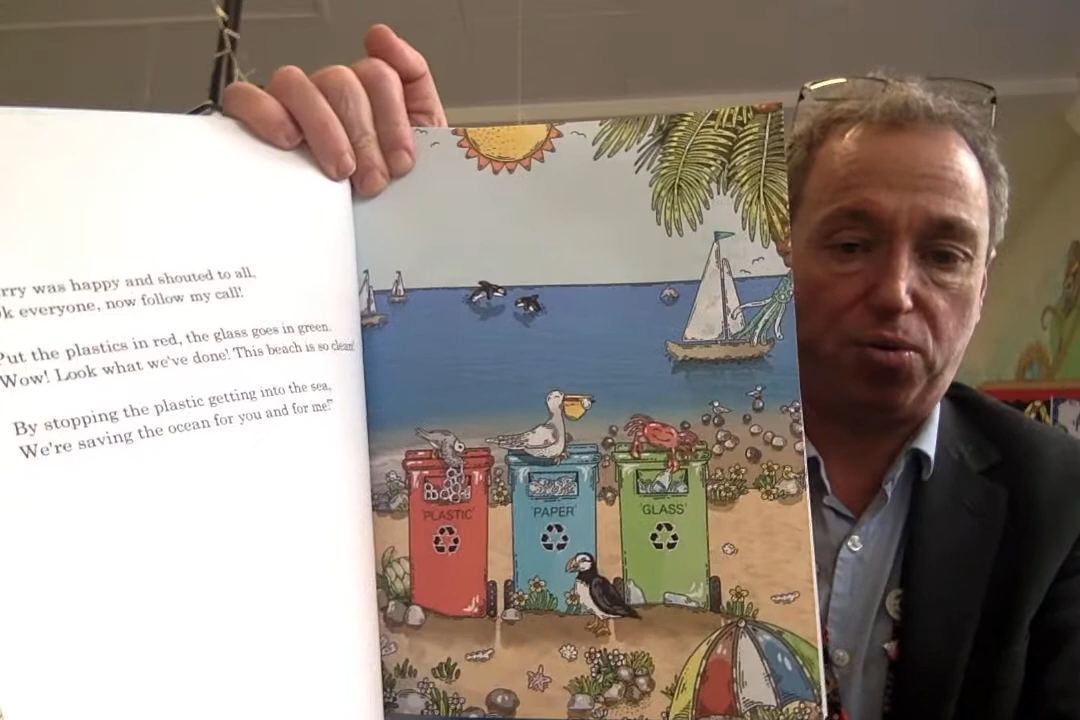 rry was happy and shouted to all,
k everyone, now follow my call!
Put the plastics in red, the glass goes in green.
Wow! Look what we've done! This beach is so clean!
By stopping the plastic getting into the sea,
We're saving the ocean for you and for me!"
'PLASTIC'
'PAPER'
'GLASS'